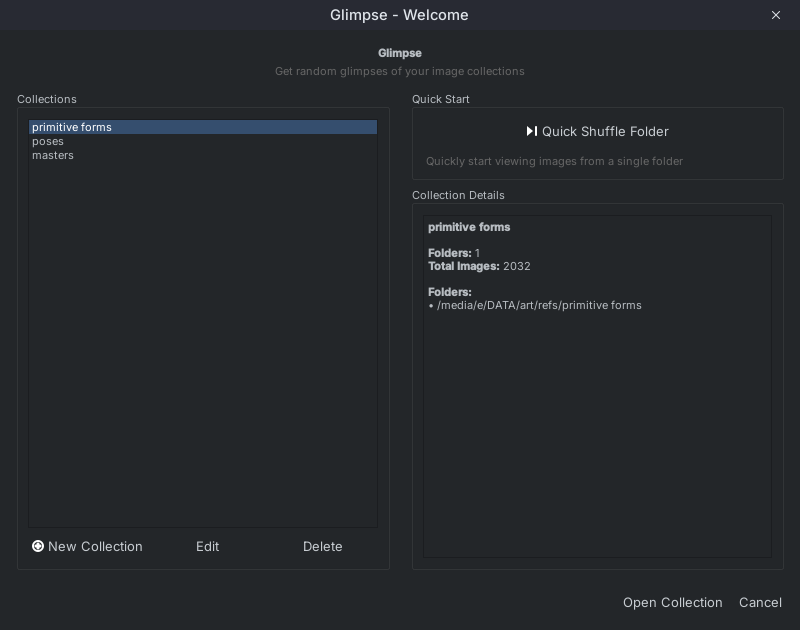 Glimpse - Welcome
Glimpse
Get random glimpses of your image collections
Collections
primitive forms
poses
masters
New Collection
Edit
Delete
Quick Start
Quick Shuffle Folder
Quickly start viewing images from a single folder
Collection Details
primitive forms
Folders: 1
Total Images: 2032
Folders:
• /media/e/DATA/art/refs/primitive forms
Open Collection
Cancel